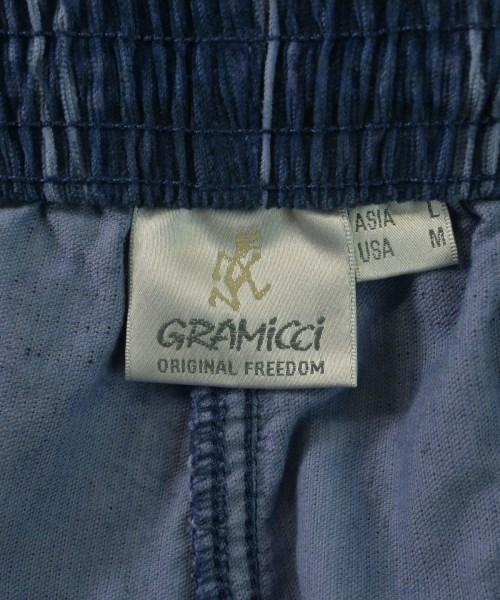 GRAMiCCi
ORIGINAL FREEDOM
ASIA L
USA M